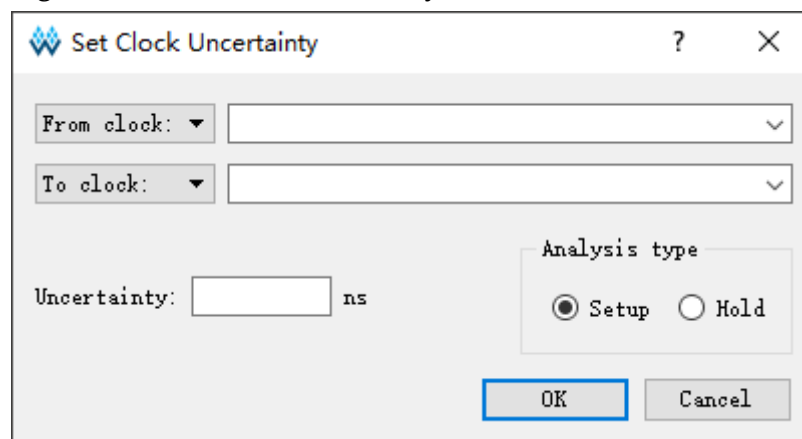 Set Clock Uncertainty ?
From clock:
To clock:
Analysis type
Uncertainty: ns
Setup Hold
OK Cancel